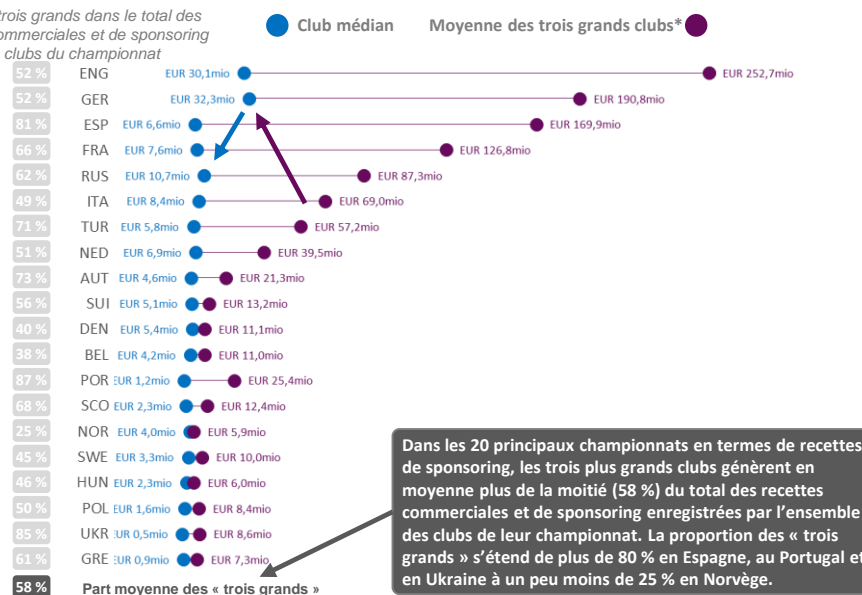 trois grands dans le total des
commerciales et de sponsoring
clubs du championnat
Club médian
Moyenne des trois grands clubs*
52 % ENG EUR 30,1mio EUR 252,7mio
52 % GER EUR 32,3mio EUR 190,8mio
81 % ESP EUR 6,6mio EUR 169,9mio
66 % FRA EUR 7,6mio EUR 126,8mio
62 % RUS EUR 10,7mio EUR 87,3mio
49 % ITA EUR 8,4mio EUR 69,0mio
71 % TUR EUR 5,8mio EUR 57,2mio
51 % NED EUR 6,9mio EUR 39,5mio
73 % AUT EUR 4,6mio EUR 21,3mio
56 % SUI EUR 5,1mio EUR 13,2mio
40 % DEN EUR 5,4mio EUR 11,1mio
38 % BEL EUR 4,2mio EUR 11,0mio
87 % POR EUR 1,2mio EUR 25,4mio
68 % SCO EUR 2,3mio EUR 12,4mio
25 % NOR EUR 4,0mio EUR 5,9mio
45 % SWE EUR 3,3mio EUR 10,0mio
46 % HUN EUR 2,3mio EUR 6,0mio
50 % POL EUR 1,6mio EUR 8,4mio
85 % UKR EUR 0,5mio EUR 8,6mio
61 % GRE EUR 0,9mio EUR 7,3mio
58 % Part moyenne des « trois grands »
Dans les 20 principaux championnats en termes de recettes
de sponsoring, les trois plus grands clubs génèrent en
moyenne plus de la moitié (58 %) du total des recettes
commerciales et de sponsoring enregistrées par l'ensemble
des clubs de leur championnat. La proportion des « trois
grands » s'étend de plus de 80 % en Espagne, au Portugal et
en Ukraine à un peu moins de 25 % en Norvège.